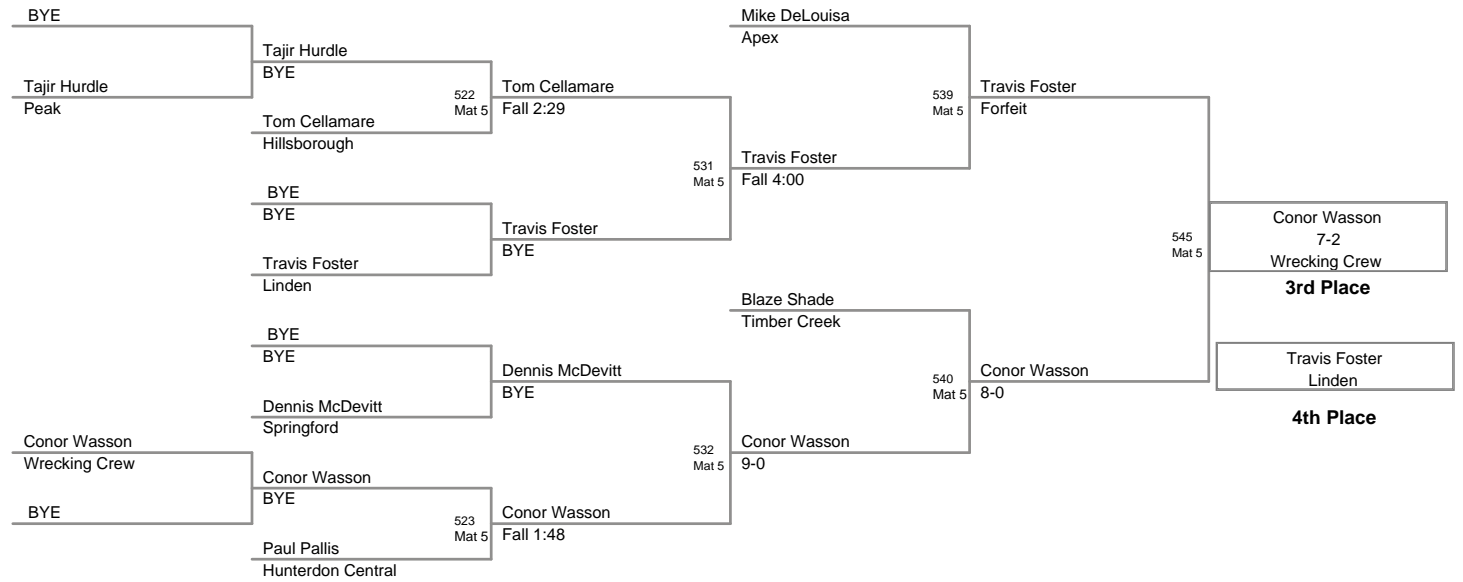 BYE
Tajir Hurdle
Peak
Tajir Hurdle
BYE
Tom Cellamare
Hillsborough
522
Mat 5
Tom Cellamare
Fall 2:29
BYE
BYE
Travis Foster
Linden
Travis Foster
BYE
531
Mat 5
Mike DeLouisa
Apex
Travis Foster
Fall 4:00
539
Mat 5
Travis Foster
Forfeit
BYE
BYE
Dennis McDevitt
Springford
Dennis McDevitt
BYE
Conor Wasson
Wrecking Crew
BYE
Conor Wasson
BYE
Paul Pallis
Hunterdon Central
523
Mat 5
Conor Wasson
Fall 1:48
532
Mat 5
Blaze Shade
Timber Creek
Conor Wasson
9-0
540
Mat 5
Conor Wasson
8-0
545
Mat 5
Conor Wasson
7-2
Wrecking Crew
3rd Place
Travis Foster
Linden
4th Place